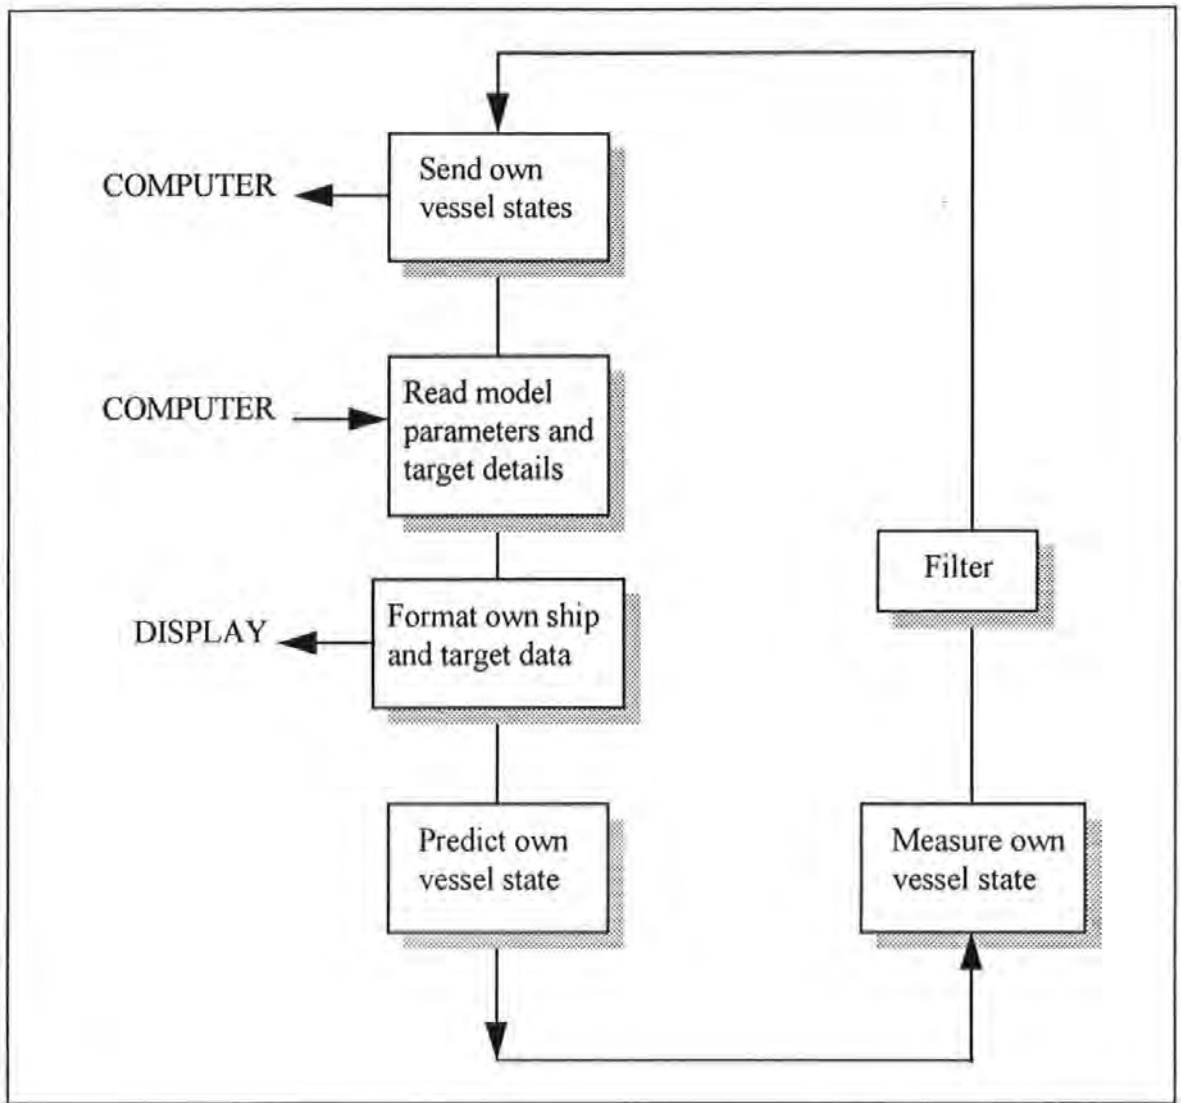 COMPUTER
Send own
vessel states
COMPUTER
Read model
parameters and
target details
DISPLAY
Format own ship
and target data
Filter
Predict own
vessel state
Measure own
vessel state